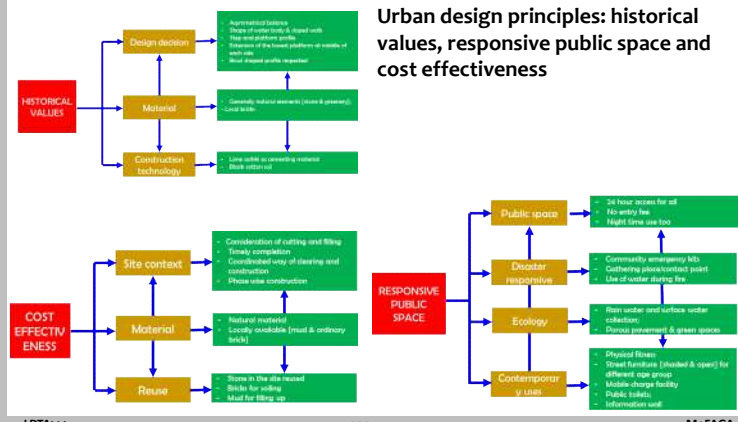 Urban design principles: historical
values, responsive public space and
cost effectiveness
HISTORICAL
VALUES
Design decision
- Asymmetrical balance
- Shape of water body & sloped walls
- Step and platform profile
- Extension of the lowest platform at middle of
each side
- Bowl shaped profile respected
Material
- Generally natural elements (stone & greenery);
- Local bricks
Construction
technology
- Lime surkhi as cementing material
- Black cotton soil
COST
EFFECTIV
ENESS
Site context
- Consideration of cutting and filling
- Timely completion
- Coordinated way of clearing and
construction
- Phase wise construction
Material
- Natural material
- Locally available (mud & ordinary
brick)
Reuse
- Stone in the site reused
- Bricks for soiling
- Mud for filling up
RESPONSIVE
PUBLIC
SPACE
Public space
- 24 hour access for all
- No entry fee
- Night time use too
Disaster
responsive
- Community emergency kits
- Gathering place/contact point
- Use of water during fire
Ecology
- Rain water and surface water
collection;
- Porous pavement & green spaces
Contemporar
y uses
- Physical fitness
- Street furniture (shaded & open) for
different age group
- Mobile charge facility
- Public toilets;
- Information wall